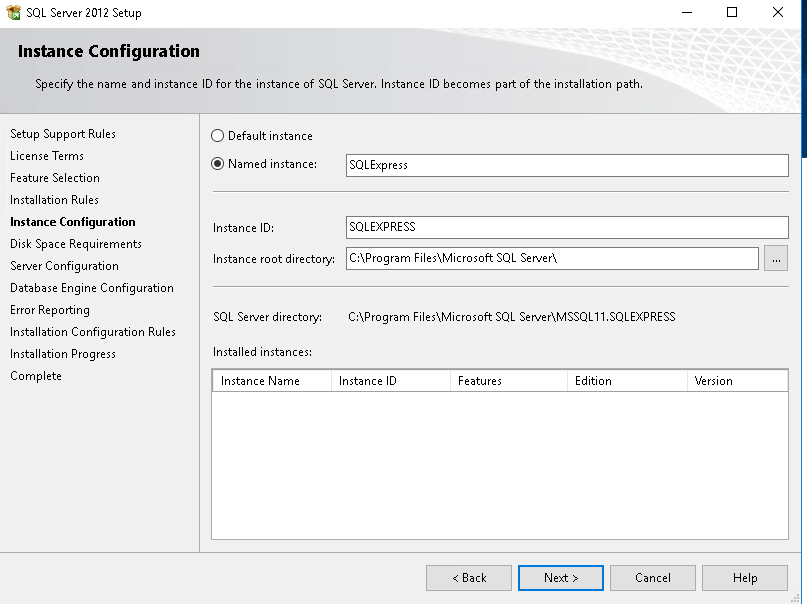 SQL Server 2012 Setup
Instance Configuration
Specify the name and instance ID for the instance of SQL Server. Instance ID becomes part of the installation path.
Setup Support Rules
License Terms
Feature Selection
Installation Rules
Instance Configuration
Disk Space Requirements
Server Configuration
Database Engine Configuration
Error Reporting
Installation Configuration Rules
Installation Progress
Complete
Default instance
Named instance: SQLExpress
Instance ID: SQLEXPRESS
Instance root directory: C:\Program Files\Microsoft SQL Server\ ...
SQL Server directory: C:\Program Files\Microsoft SQL Server\MSSQL11.SQLEXPRESS
Installed instances:
Instance Name Instance ID Features Edition Version
< Back Next > Cancel Help